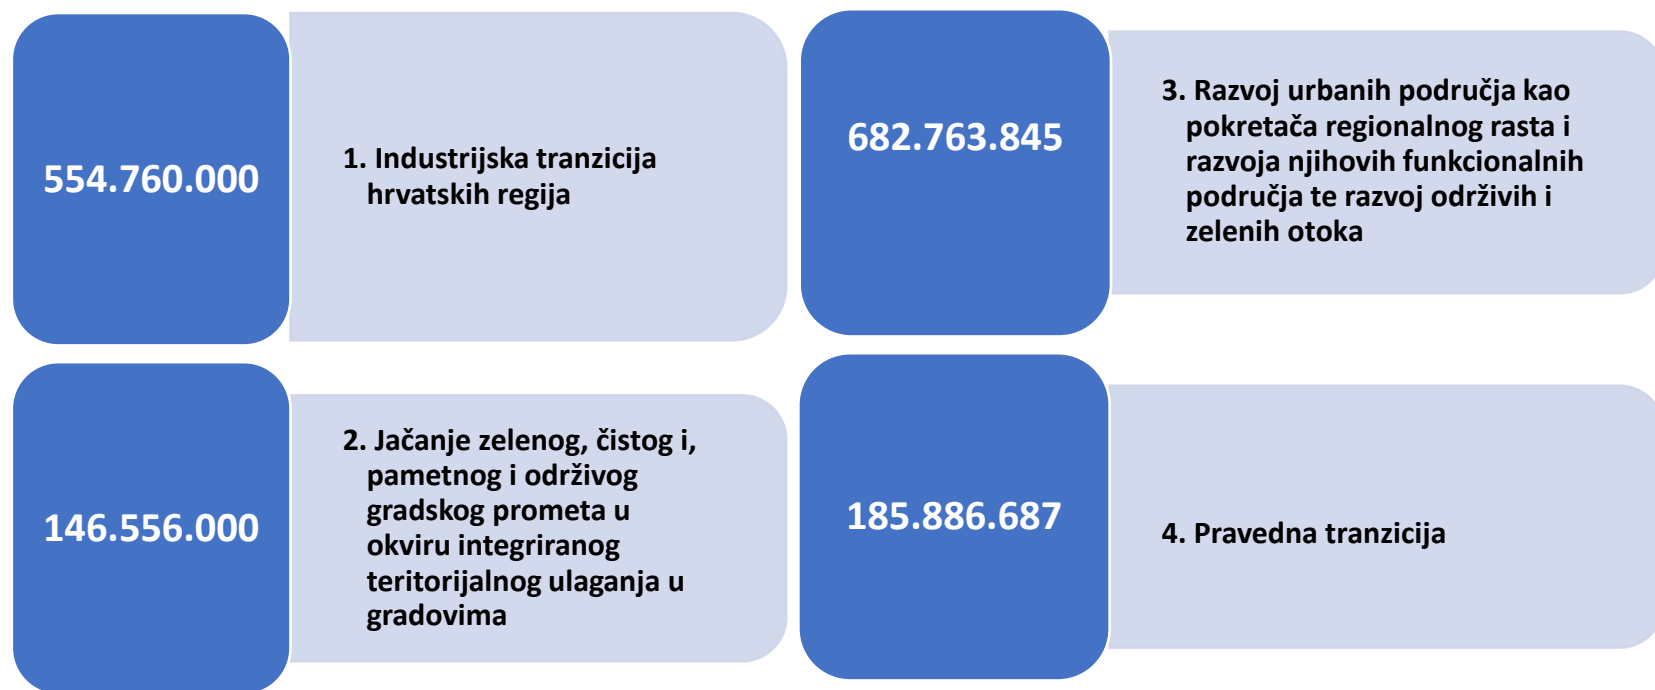 554.760.000
1. Industrijska tranzicija
hrvatskih regija
146.556.000
2. Jačanje zelenog, čistog i,
pametnog i održivog
gradskog prometa u
okviru integriranog
teritorijalnog ulaganja u
gradovima
682.763.845
3. Razvoj urbanih područja kao
pokretača regionalnog rasta i
razvoja njihovih funkcionalnih
područja te razvoj održivih i
zelenih otoka
185.886.687
4. Pravedna tranzicija